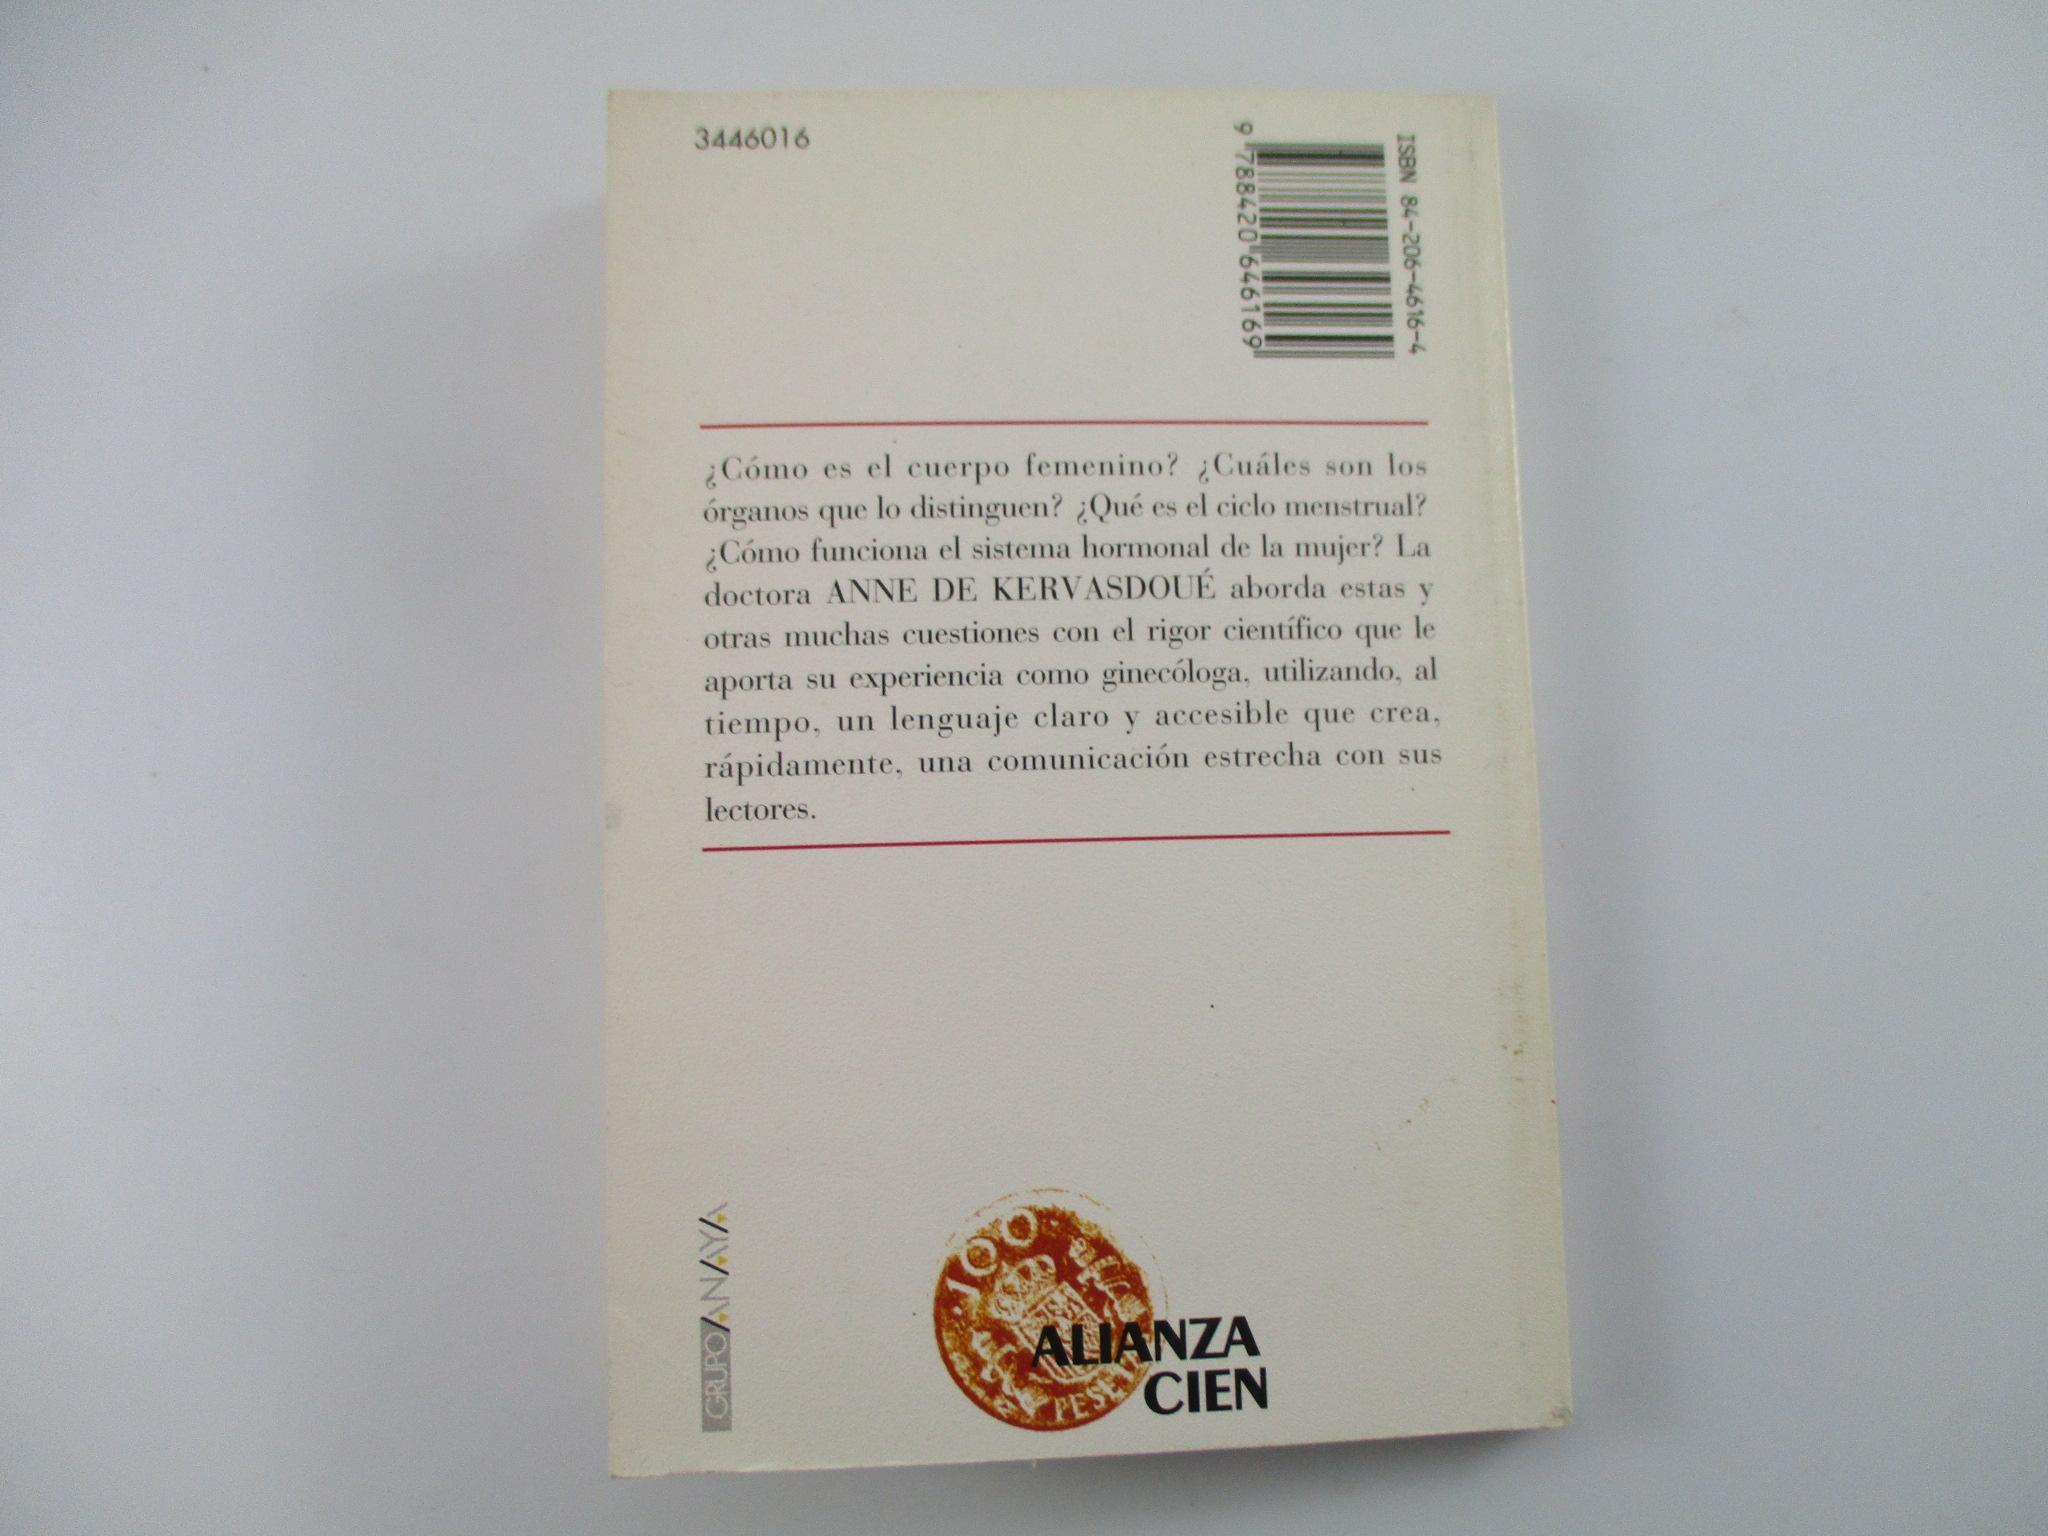 3446016
ISBN 84-206-4616-4
9 788420 646169
¿Cómo es el cuerpo femenino? ¿Cuáles son los
órganos que lo distinguen? ¿Qué es el ciclo menstrual?
¿Cómo funciona el sistema hormonal de la mujer? La
doctora ANNE DE KERVASDOUÉ aborda estas y
otras muchas cuestiones con el rigor científico que le
aporta su experiencia como ginecóloga, utilizando, al
tiempo, un lenguaje claro y accesible que crea,
rápidamente, una comunicación estrecha con sus
lectores.
GRUPO ANAYA
100
ALIANZA
CIEN